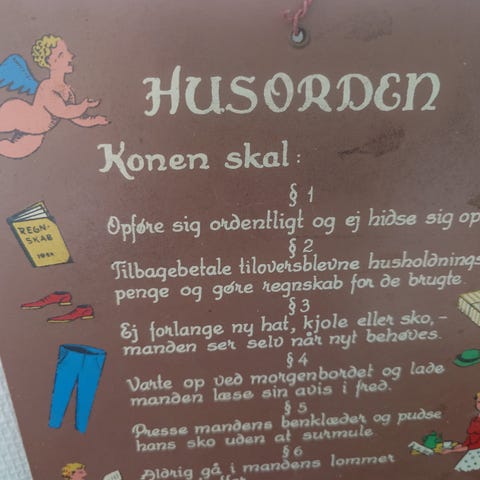 HUSORDEN
Konen skal:
§ 1
Opføre sig ordentligt og ej hidse sig op
§ 2
Tilbagebetale tiloversblevne husholdnings
penge og gøre regnskab for de brugte.
§ 3
Ej forlange ny hat, kjole eller sko, -
manden ser selv når nyt behøves.
§ 4
Varte op ved morgenbordet og lade
manden læse sin avis i fred.
§ 5
Presse mandens benklæder og pudse
hans sko uden at surmule.
§ 6
Aldrig gå i mandens lommer
REGN-
SKAB